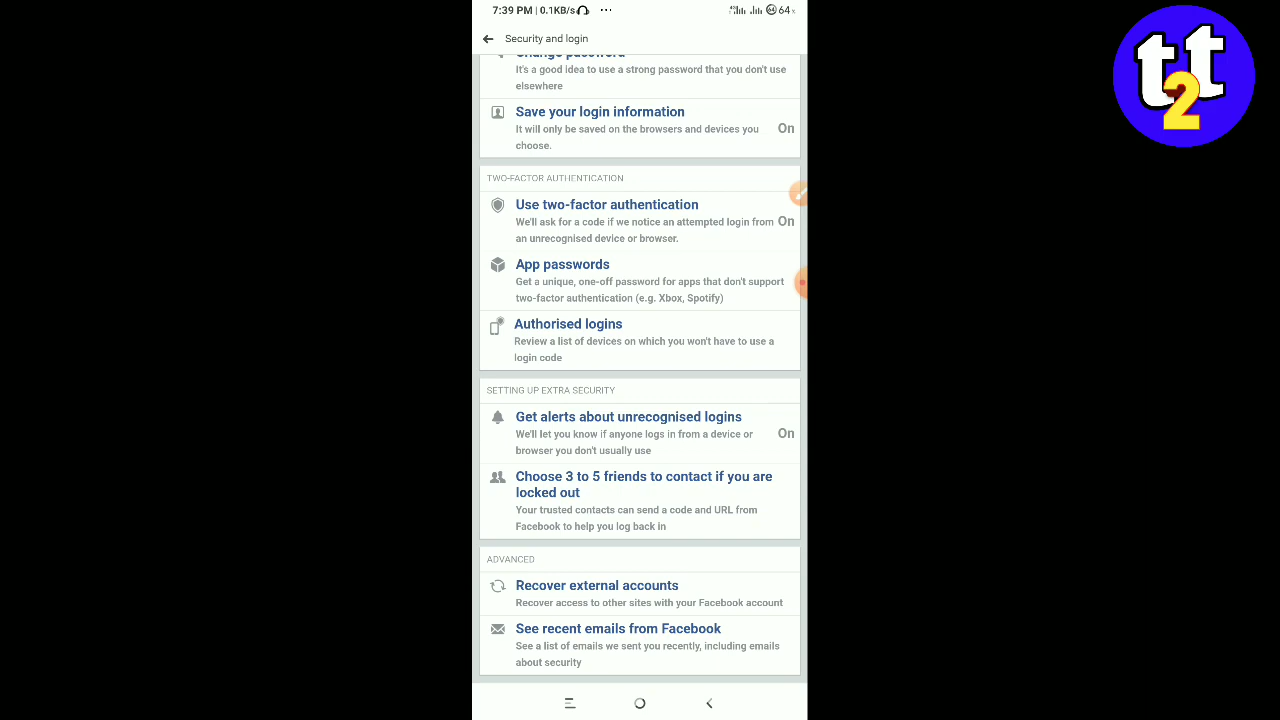 7:39 PM | 0.1KB/s ... 64
Security and login
Change password
It's a good idea to use a strong password that you don't use
elsewhere
Save your login information
It will only be saved on the browsers and devices you On
choose.
TWO-FACTOR AUTHENTICATION
Use two-factor authentication
We'll ask for a code if we notice an attempted login from On
an unrecognised device or browser.
App passwords
Get a unique, one-off password for apps that don't support
two-factor authentication (e.g. Xbox, Spotify)
Authorised logins
Review a list of devices on which you won't have to use a
login code
SETTING UP EXTRA SECURITY
Get alerts about unrecognised logins
We'll let you know if anyone logs in from a device or On
browser you don't usually use
Choose 3 to 5 friends to contact if you are
locked out
Your trusted contacts can send a code and URL from
Facebook to help you log back in
ADVANCED
Recover external accounts
Recover access to other sites with your Facebook account
See recent emails from Facebook
See a list of emails we sent you recently, including emails
about security
tt
2